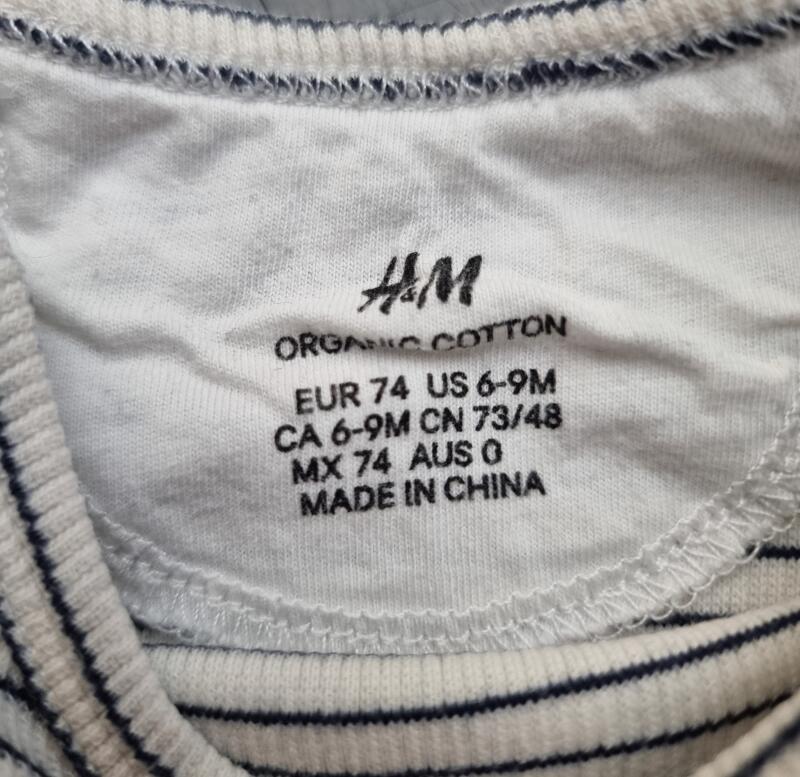 H&M
ORGANIC COTTON
EUR 74 US 6-9M
CA 6-9M CN 73/48
MX 74 AUS 0
MADE IN CHINA